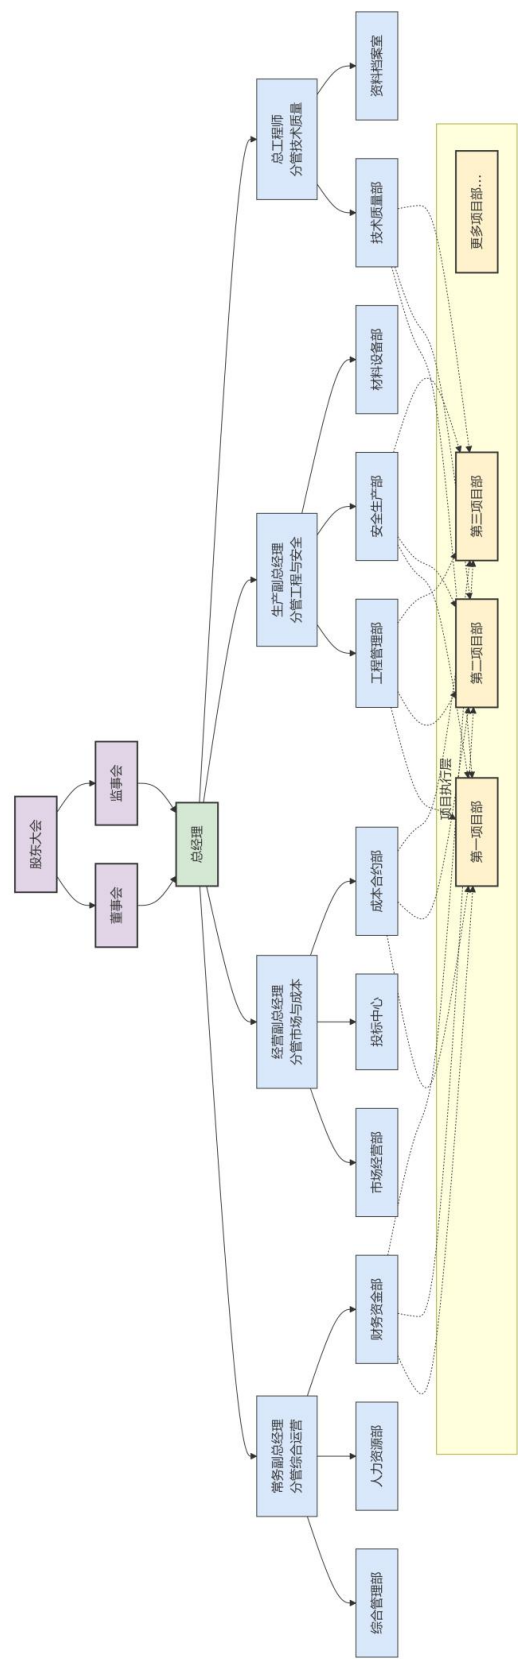 股东大会
董事会
监事会
总经理
常务副总经理
分管综合运营
经营副总经理
分管市场与成本
生产副总经理
分管工程与安全
总工程师
分管技术质量
综合管理部
人力资源部
财务资金部
市场经营部
投标中心
成本合约部
工程管理部
安全生产部
材料设备部
技术质量部
资料档案室
项目执行层
第一项目部
第二项目部
第三项目部
更多项目部...